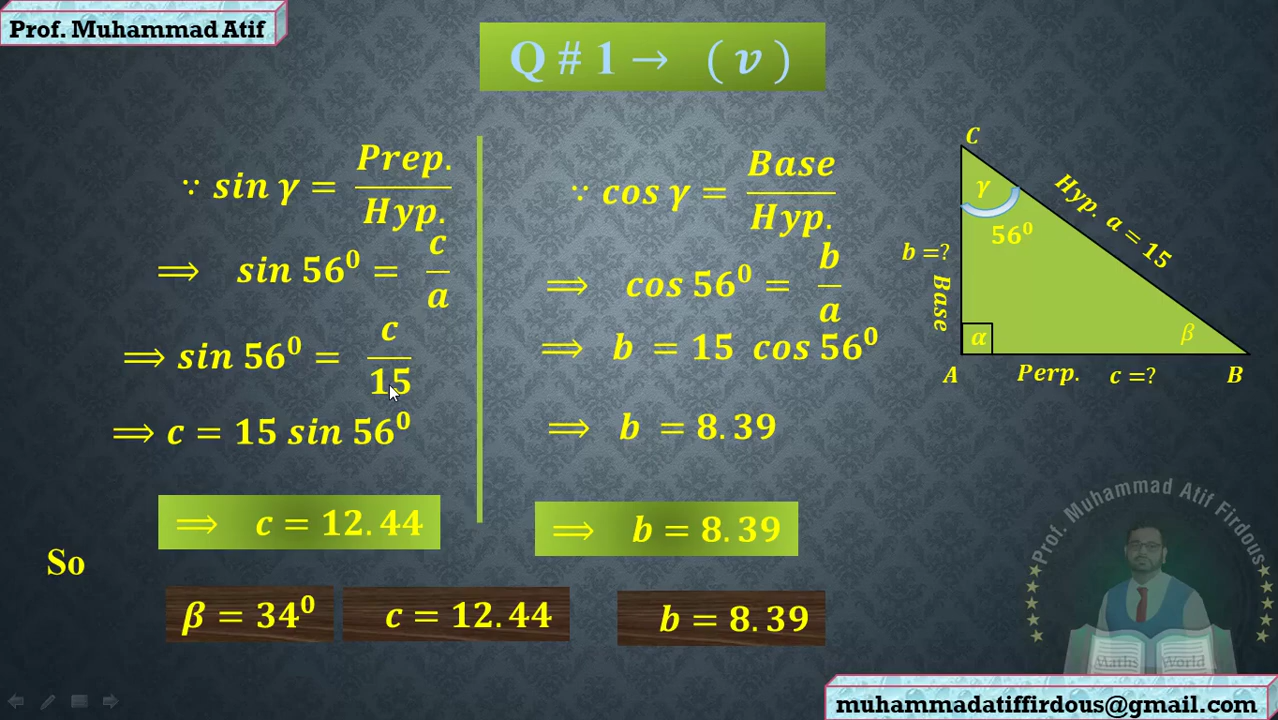 Prof. Muhammad Atif
Q # 1 → ( v )
∵ sin γ = Prep. / Hyp.
⟹ sin 56⁰ = c / a
⟹ sin 56⁰ = c / 15
⟹ c = 15 sin 56⁰
⟹ c = 12.44
∵ cos γ = Base / Hyp.
⟹ cos 56⁰ = b / a
⟹ b = 15 cos 56⁰
⟹ b = 8.39
⟹ b = 8.39
C
γ
56⁰
Hyp. a = 15
b =?
Base
α
β
A
Perp. c =?
B
So
β = 34⁰
c = 12.44
b = 8.39
Prof. Muhammad Atif Firdous
Maths World
muhammadatiffirdous@gmail.com